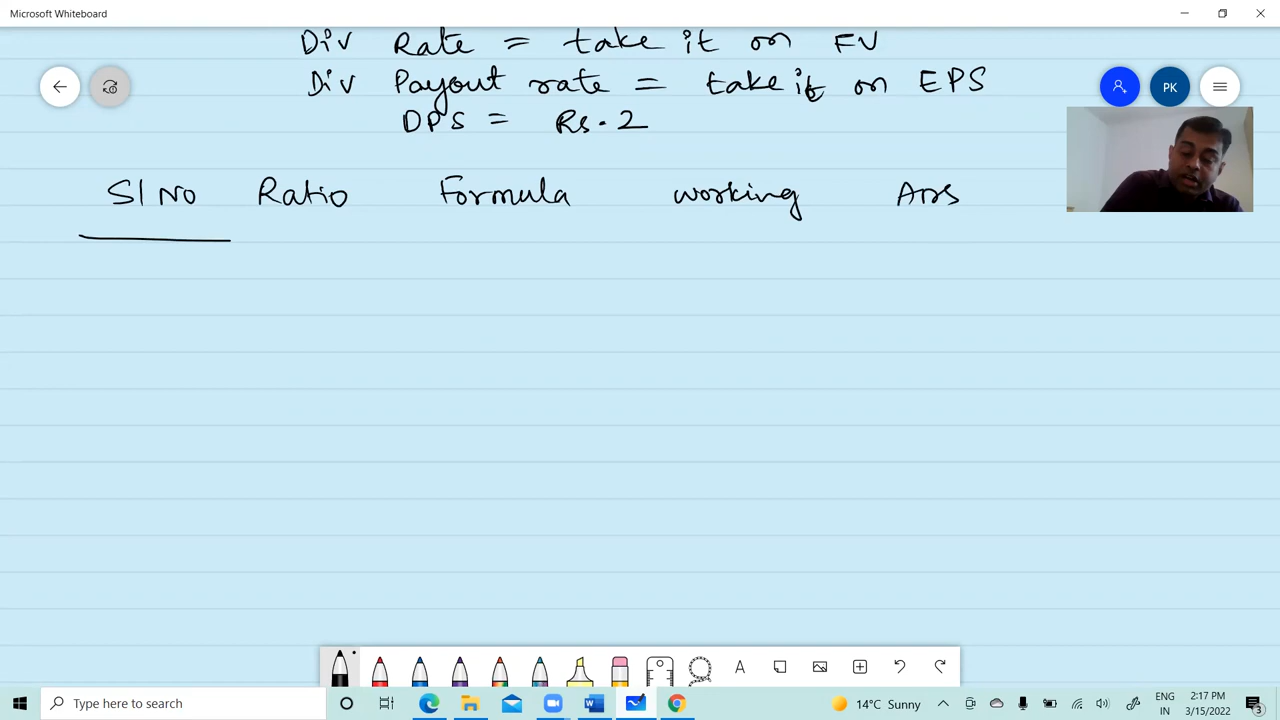 Microsoft Whiteboard
Div Rate = take it on FV
Div Payout rate = take it on EPS
PK
DPS = Rs. 2
Sl No Ratio Formula working Ans
A
Type here to search
14°C Sunny
ENG
IN
2:17 PM
3/15/2022
3